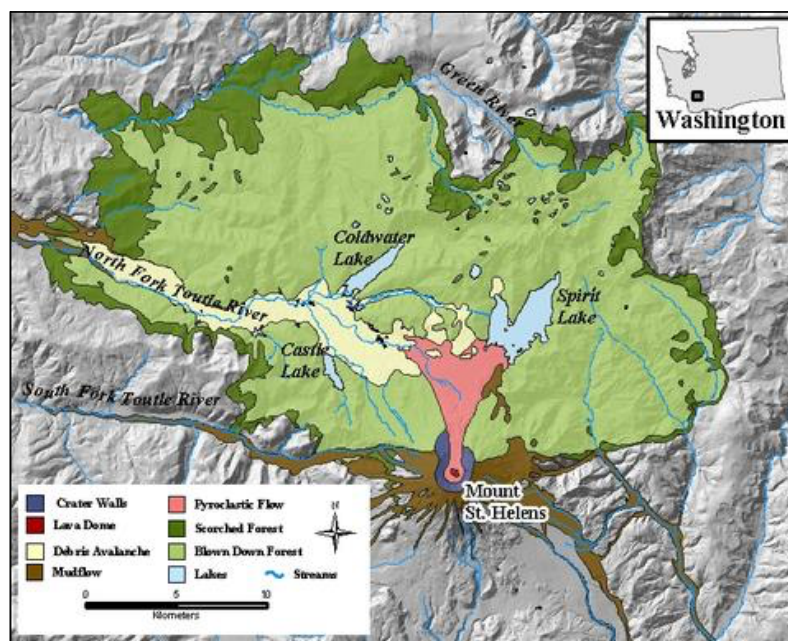 Washington
Green River
Coldwater
Lake
North Fork Toutle River
Spirit
Lake
Castle
Lake
South Fork Toutle River
Mount
St. Helens
N
Crater Walls
Pyroclastic Flow
Lava Dome
Scorched Forest
Debris Avalanche
Blown Down Forest
Mudflow
Lakes
Streams
0 5 10
Kilometers